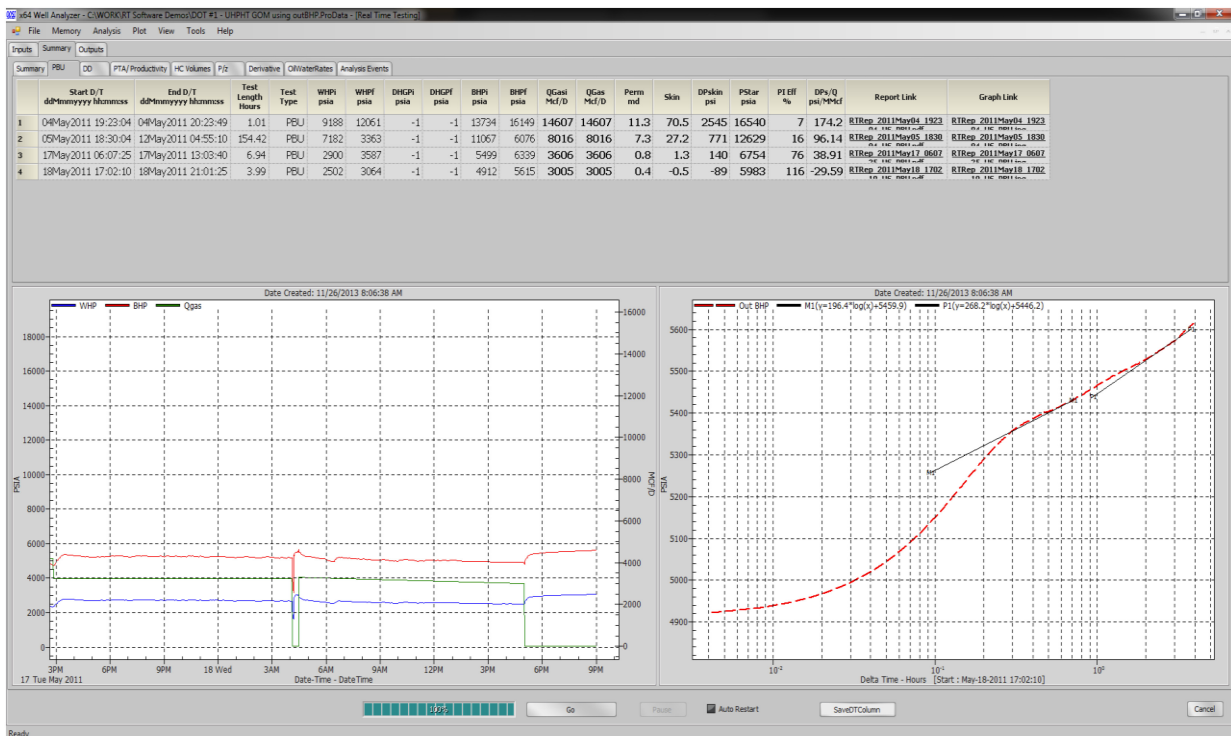 x64 Well Analyzer - C:\WORK\RT Software Demos\DOT #1 - UHPHT GOM using outBHP.ProData - [Real Time Testing]
File Memory Analysis Plot View Tools Help
Inputs Summary Outputs
Summary PBU DD PTA/Productivity HC Volumes P/z Derivative OilWaterRates Analysis Events
Start D/T ddMmmyyyy hh:mm:ss End D/T ddMmmyyyy hh:mm:ss Test Length Hours Test Type WHPi psia WHPf psia DHGPi psia DHGPf psia BHPi psia BHPf psia QGasi Mcf/D QGas Mcf/D Perm md Skin DPskin psi PStar psia PI Eff % DPs/Q psi/MMcf Report Link Graph Link
1 04May2011 19:23:04 04May2011 20:23:49 1.01 PBU 9188 12061 -1 -1 13734 16149 14607 14607 11.3 70.5 2545 16540 7 174.2 RTRep_2011May04_1923 RTRep_2011May04_1923
2 05May2011 18:30:04 12May2011 04:55:10 154.42 PBU 7182 3363 -1 -1 11067 6076 8016 8016 7.3 27.2 771 12629 16 96.14 RTRep_2011May05_1830 RTRep_2011May05_1830
3 17May2011 06:07:25 17May2011 13:03:40 6.94 PBU 2900 3587 -1 -1 5499 6339 3606 3606 0.8 1.3 140 6754 76 38.91 RTRep_2011May17_0607 RTRep_2011May17_0607
4 18May2011 17:02:10 18May2011 21:01:25 3.99 PBU 2502 3064 -1 -1 4912 5615 3005 3005 0.4 -0.5 -89 5983 116 -29.59 RTRep_2011May18_1702 RTRep_2011May18_1702
Date Created: 11/26/2013 8:06:38 AM
WHP BHP Qgas
18000
16000
14000
12000
10000
8000
6000
4000
2000
0
PSIA
16000
14000
12000
10000
8000
6000
4000
2000
0
MCF/D
3PM 6PM 9PM 18 Wed 3AM 6AM 9AM 12PM 3PM 6PM 9PM
17 Tue May 2011
Date-Time - DateTime
Date Created: 11/26/2013 8:06:38 AM
Out BHP M1(y=196.4*log(x)+5459.9) P1(y=268.2*log(x)+5446.2)
5600
5500
5400
5300
5200
5100
5000
4900
PSIA
M1 M1 P1
10-2 10-1 100
Delta Time - Hours [Start : May-18-2011 17:02:10]
100% Go Pause Auto Restart SaveDTColumn Cancel
Ready